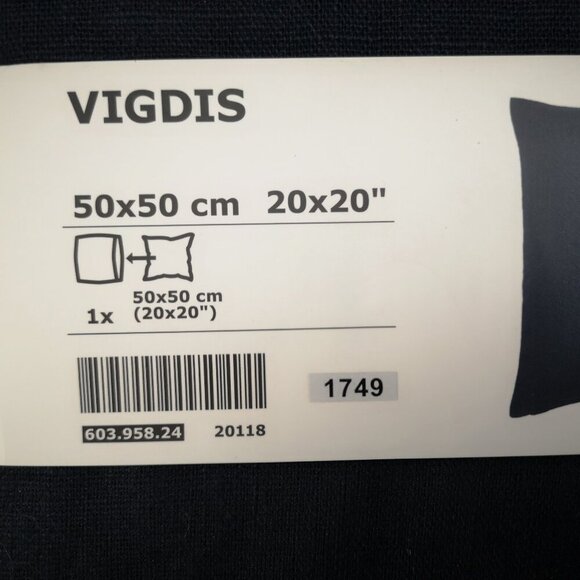 VIGDIS
50x50 cm 20x20"
50x50 cm
1x (20x20")
1749
603.958.24 20118